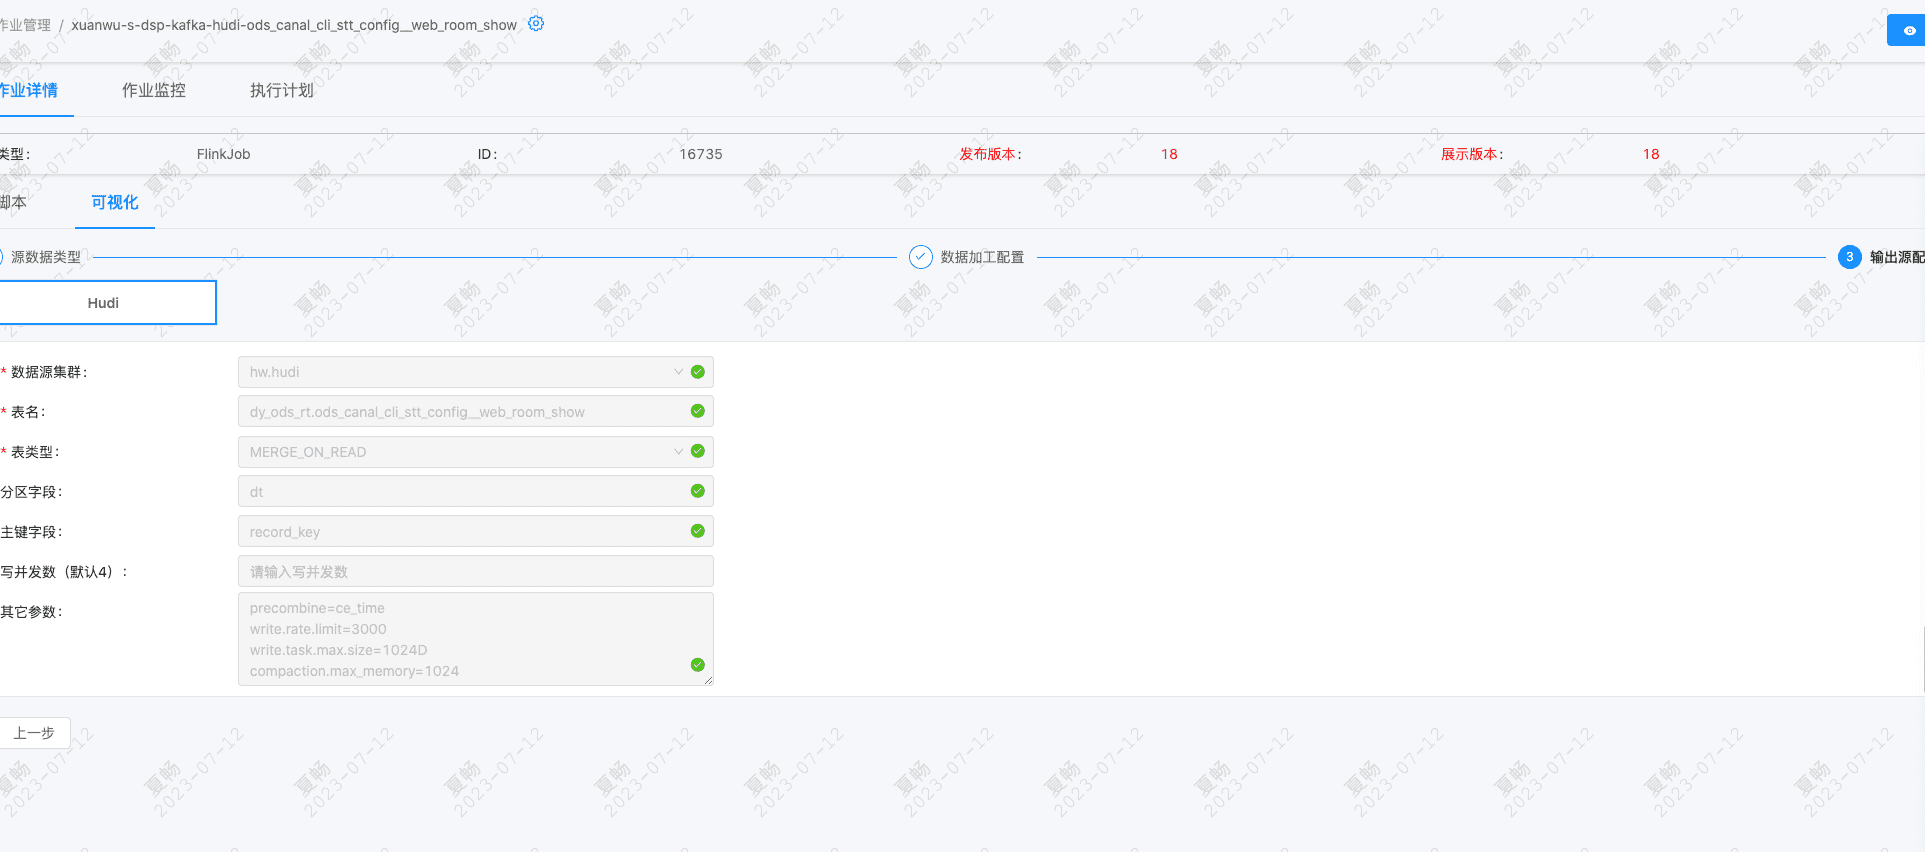 作业管理 / xuanwu-s-dsp-kafka-hudi-ods_canal_cli_stt_config__web_room_show
作业详情 作业监控 执行计划
类型: FlinkJob ID: 16735 发布版本: 18 展示版本: 18
脚本 可视化
源数据类型 数据加工配置 3 输出源配
Hudi
* 数据源集群: hw.hudi
* 表名: dy_ods_rt.ods_canal_cli_stt_config__web_room_show
* 表类型: MERGE_ON_READ
分区字段: dt
主键字段: record_key
写并发数（默认4）: 请输入写并发数
其它参数: precombine=ce_time
write.rate.limit=3000
write.task.max.size=1024D
compaction.max_memory=1024
上一步
夏畅
2023-07-12